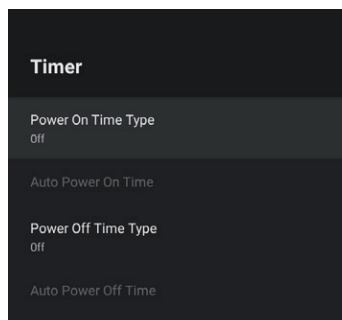 Timer
Power On Time Type
Off
Auto Power On Time
Power Off Time Type
Off
Auto Power Off Time